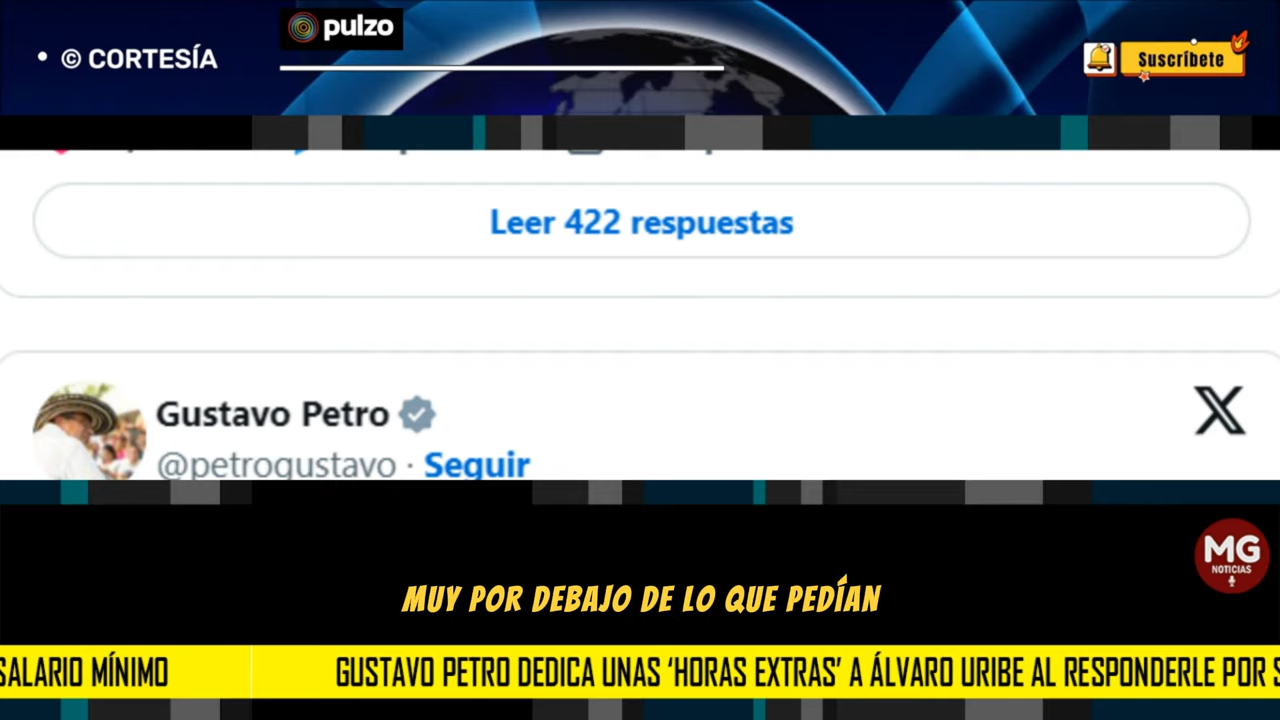 pulzo
• © CORTESÍA
Suscríbete
Leer 422 respuestas
Gustavo Petro
@petrogustavo · Seguir
MG
NOTICIAS
MUY POR DEBAJO DE LO QUE PEDÍAN
SALARIO MÍNIMO
GUSTAVO PETRO DEDICA UNAS ‘HORAS EXTRAS’ A ÁLVARO URIBE AL RESPONDERLE POR